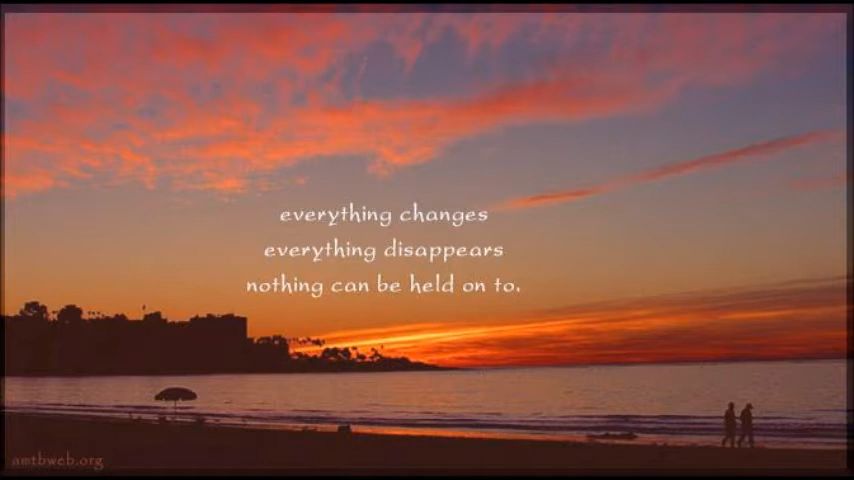 everything changes
everything disappears
nothing can be held on to.
amtbweb.org